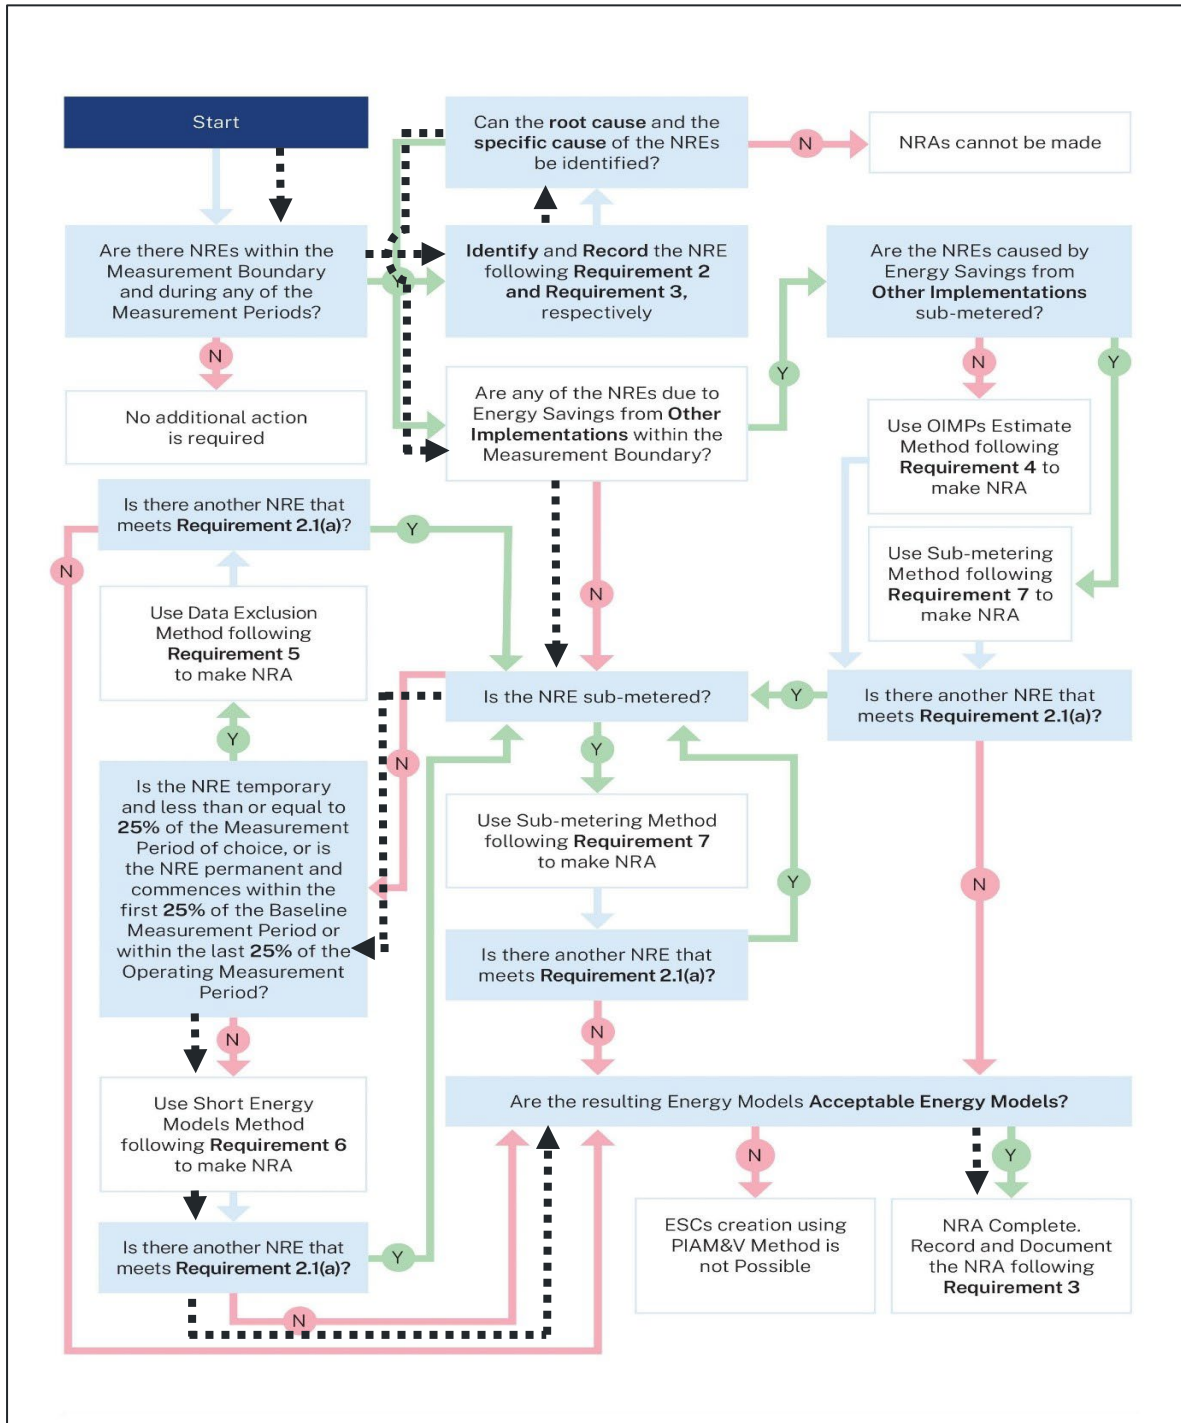 Start
Can the root cause and the
specific cause of the NREs
be identified?
N
NRAs cannot be made
Are there NREs within the
Measurement Boundary
and during any of the
Measurement Periods?
Y
Identify and Record the NRE
following Requirement 2
and Requirement 3,
respectively
Are the NREs caused by
Energy Savings from
Other Implementations
sub-metered?
N
No additional action
is required
Are any of the NREs due to
Energy Savings from Other
Implementations within the
Measurement Boundary?
Y
N
Y
Use OIMPs Estimate
Method following
Requirement 4 to
make NRA
Is there another NRE that
meets Requirement 2.1(a)?
Y
N
N
Use Sub-metering
Method following
Requirement 7 to
make NRA
Use Data Exclusion
Method following
Requirement 5
to make NRA
Is the NRE sub-metered?
Y
Is there another NRE that
meets Requirement 2.1(a)?
Y
N
Y
Is the NRE temporary
and less than or equal to
25% of the Measurement
Period of choice, or is
the NRE permanent and
commences within the
first 25% of the Baseline
Measurement Period or
within the last 25% of the
Operating Measurement
Period?
Use Sub-metering Method
following Requirement 7
to make NRA
Y
N
Is there another NRE that
meets Requirement 2.1(a)?
N
N
Use Short Energy
Models Method
following Requirement 6
to make NRA
Are the resulting Energy Models Acceptable Energy Models?
N
Y
Is there another NRE that
meets Requirement 2.1(a)?
Y
N
ESCs creation using
PIAM&V Method is
not Possible
NRA Complete.
Record and Document
the NRA following
Requirement 3